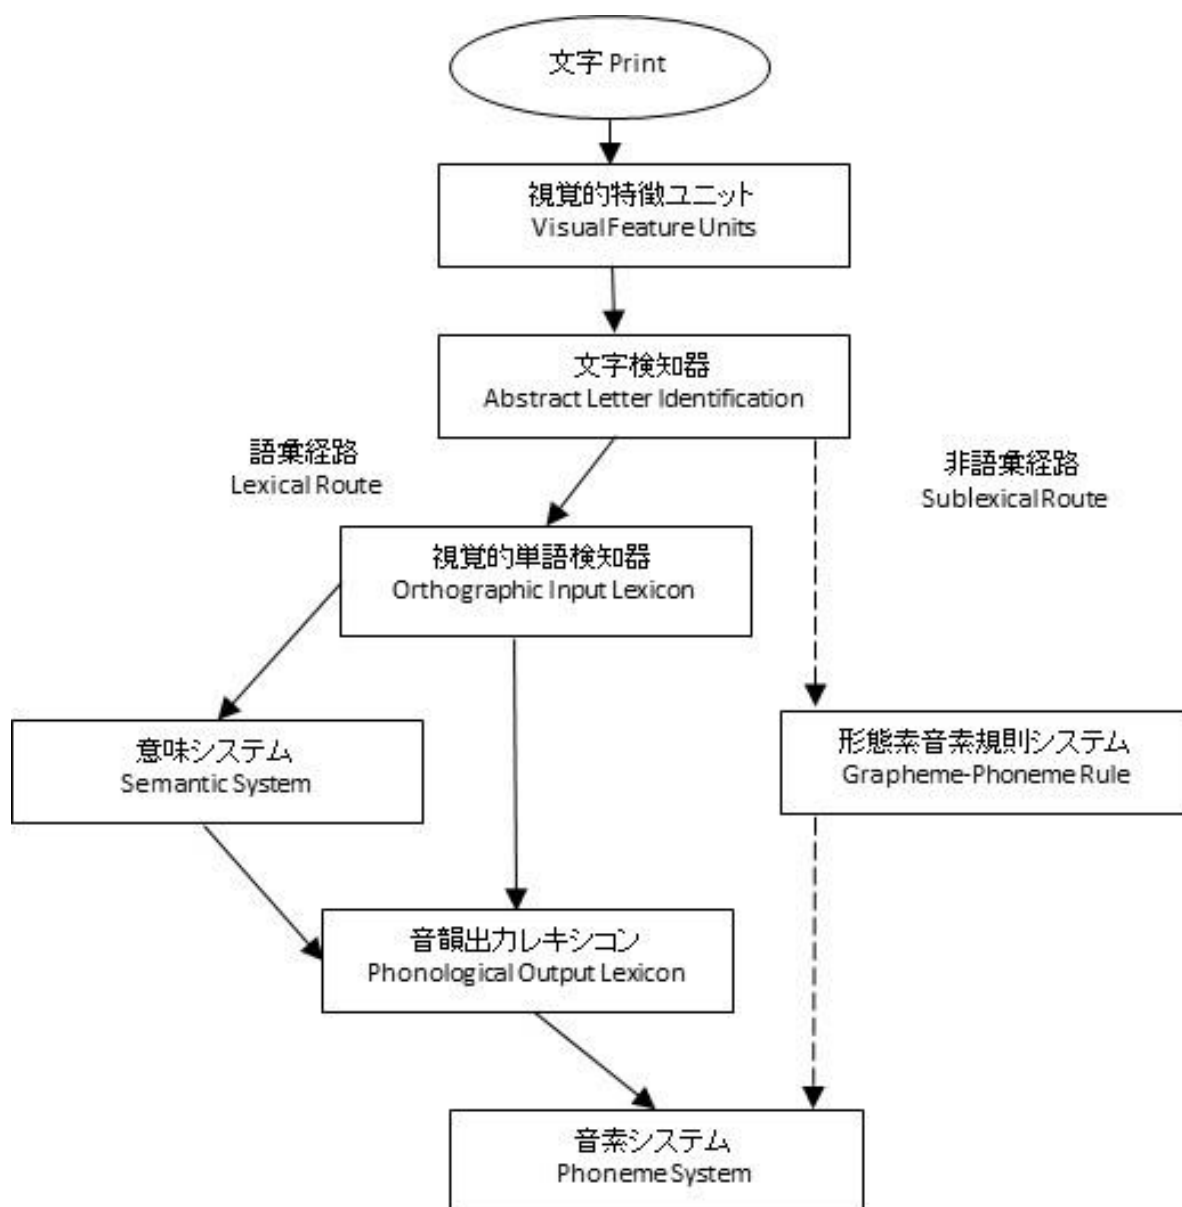 文字 Print
視覚的特徴ユニット
Visual Feature Units
文字検知器
Abstract Letter Identification
語彙経路
Lexical Route
非語彙経路
Sublexical Route
視覚的単語検知器
Orthographic Input Lexicon
意味システム
Semantic System
形態素音素規則システム
Grapheme-Phoneme Rule
音韻出力レキシコン
Phonological Output Lexicon
音素システム
Phoneme System